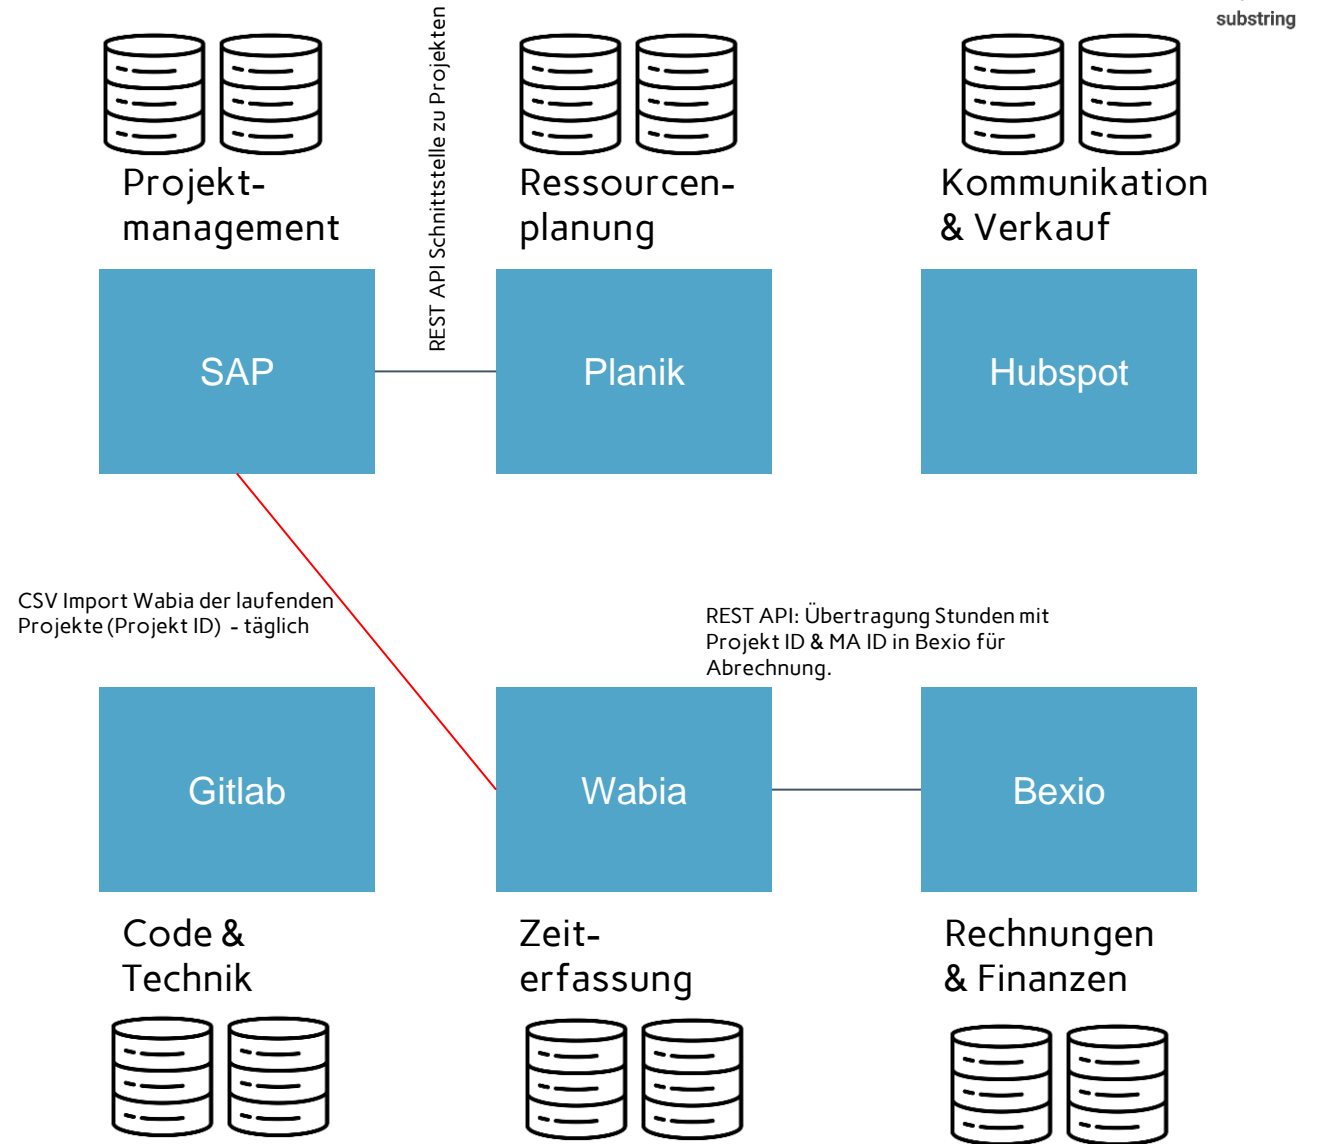 substring
REST API Schnittstelle zu Projekten
Projekt-
management
Ressourcen-
planung
Kommunikation
& Verkauf
SAP
Planik
Hubspot
CSV Import Wabia der laufenden
Projekte (Projekt ID) - täglich
REST API: Übertragung Stunden mit
Projekt ID & MA ID in Bexio für
Abrechnung.
Gitlab
Wabia
Bexio
Code &
Technik
Zeit-
erfassung
Rechnungen
& Finanzen